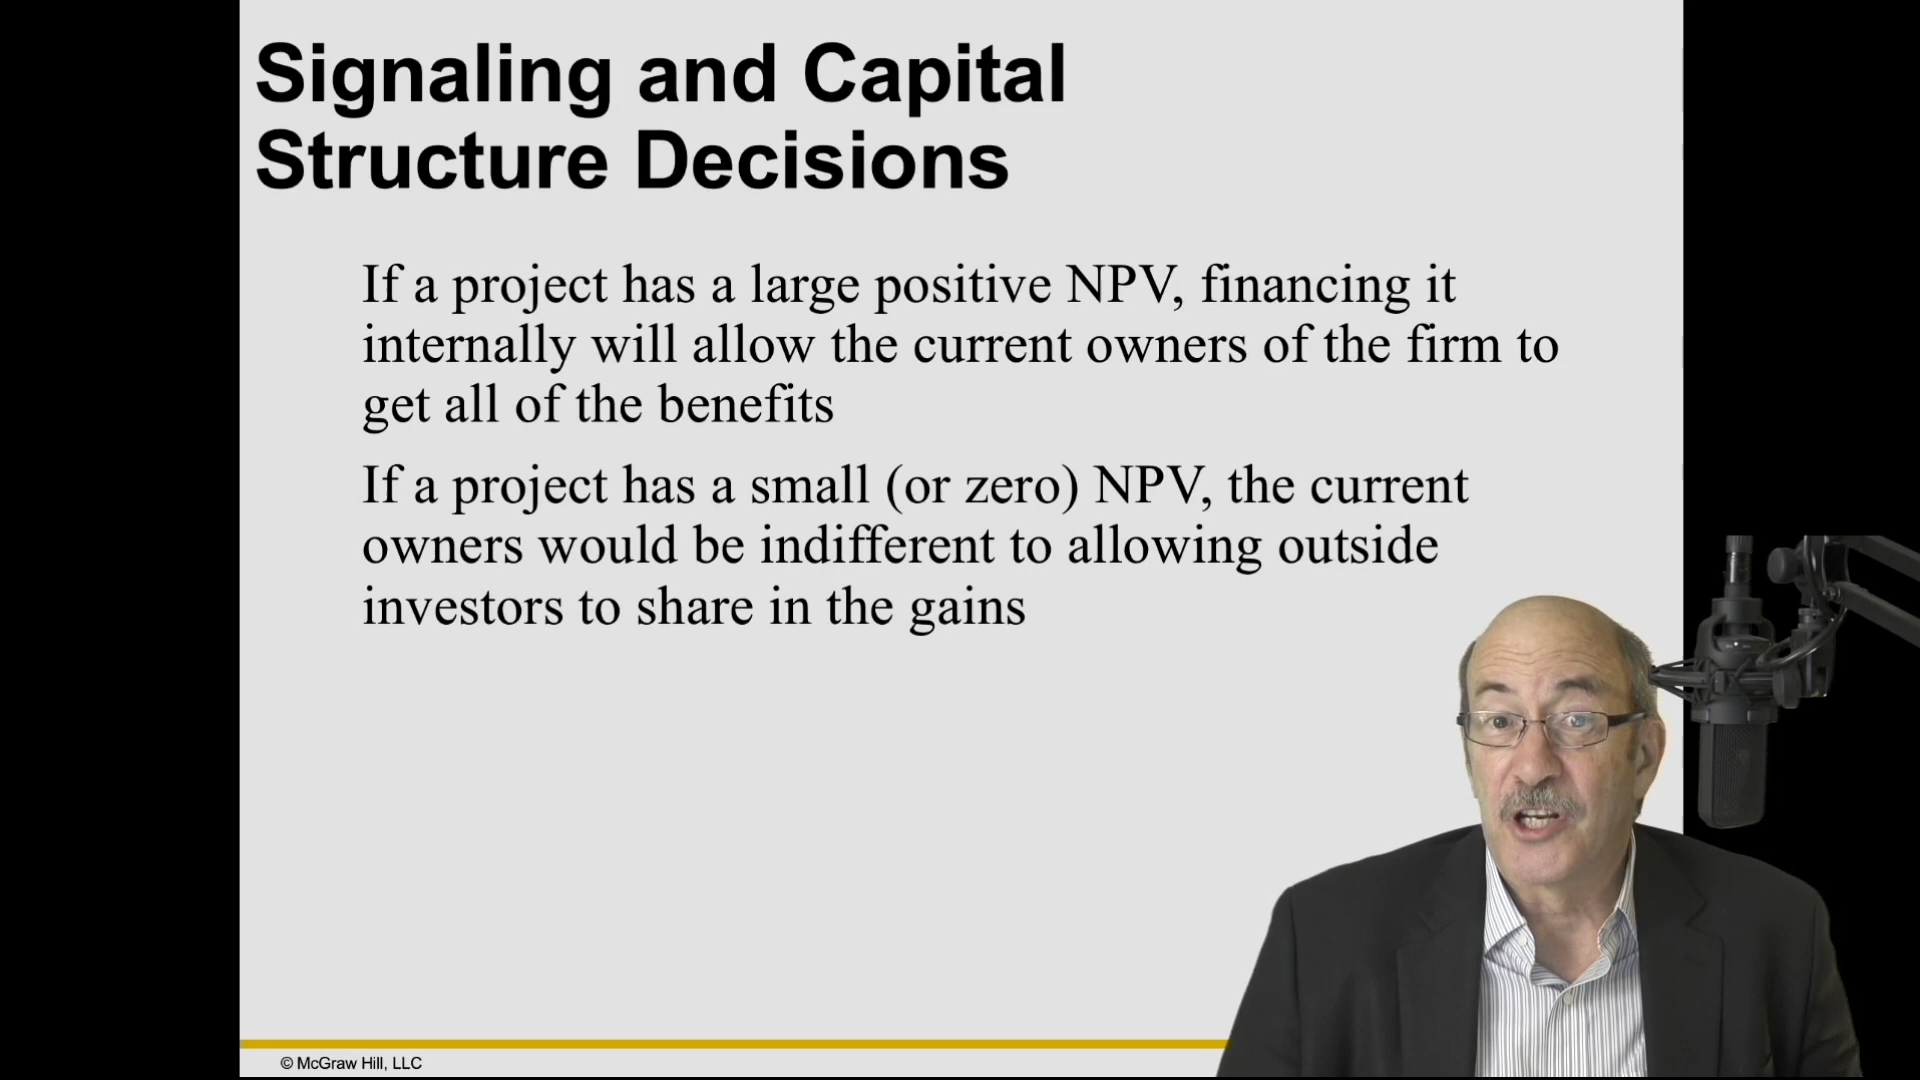 Signaling and Capital
Structure Decisions
If a project has a large positive NPV, financing it
internally will allow the current owners of the firm to
get all of the benefits
If a project has a small (or zero) NPV, the current
owners would be indifferent to allowing outside
investors to share in the gains
© McGraw Hill, LLC